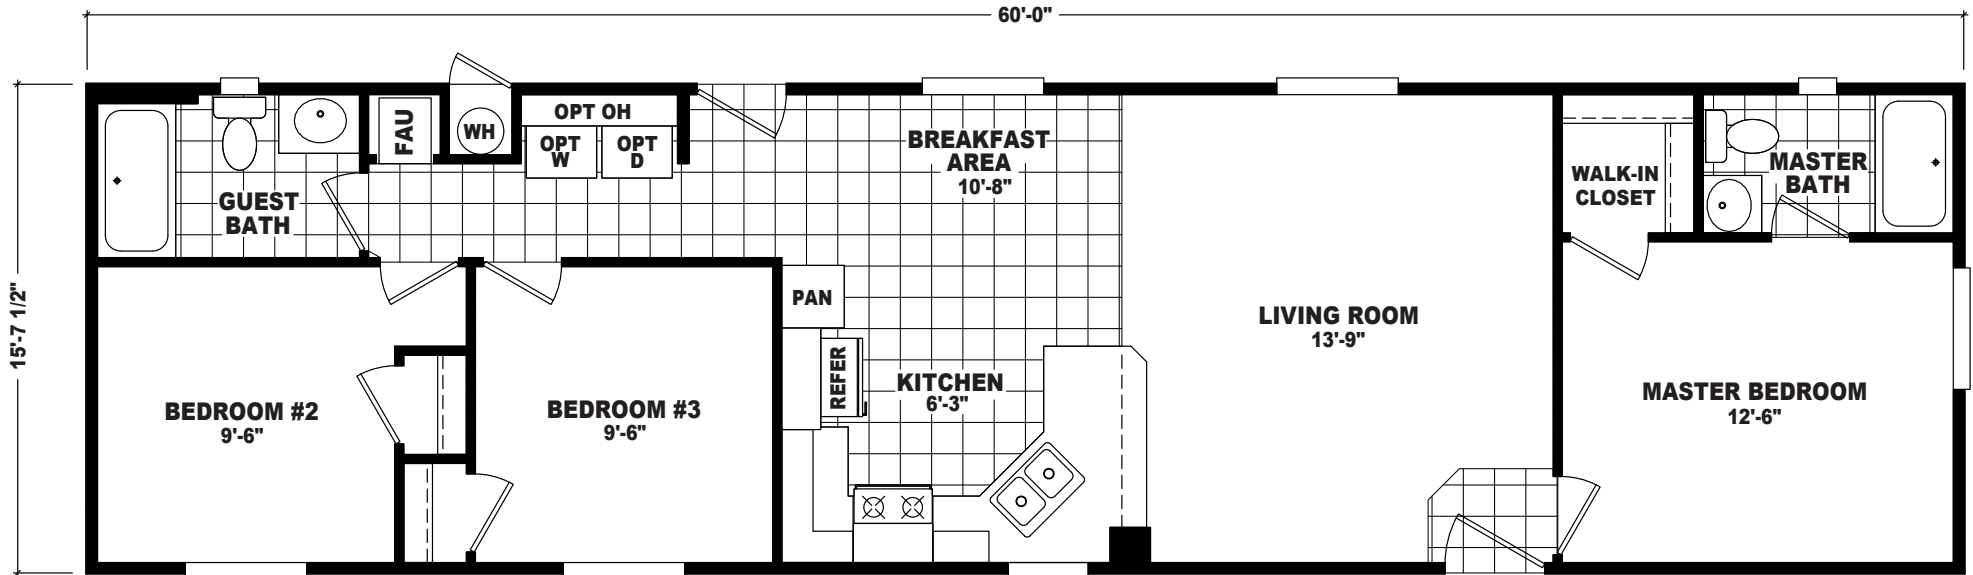 60'-0"
15'-7 1/2"
FAU
WH
OPT OH
OPT
W
OPT
D
GUEST
BATH
BREAKFAST
AREA
10'-8"
WALK-IN
CLOSET
MASTER
BATH
PAN
REFER
KITCHEN
6'-3"
LIVING ROOM
13'-9"
BEDROOM #2
9'-6"
BEDROOM #3
9'-6"
MASTER BEDROOM
12'-6"